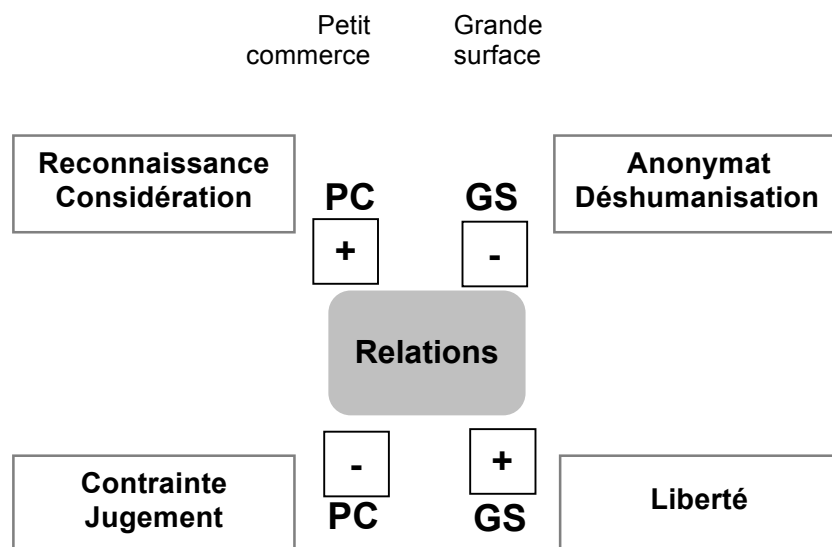 Petit
commerce
Grande
surface
Reconnaissance
Considération
PC
+
GS
-
Anonymat
Déshumanisation
Relations
Contrainte
Jugement
-
PC
+
GS
Liberté